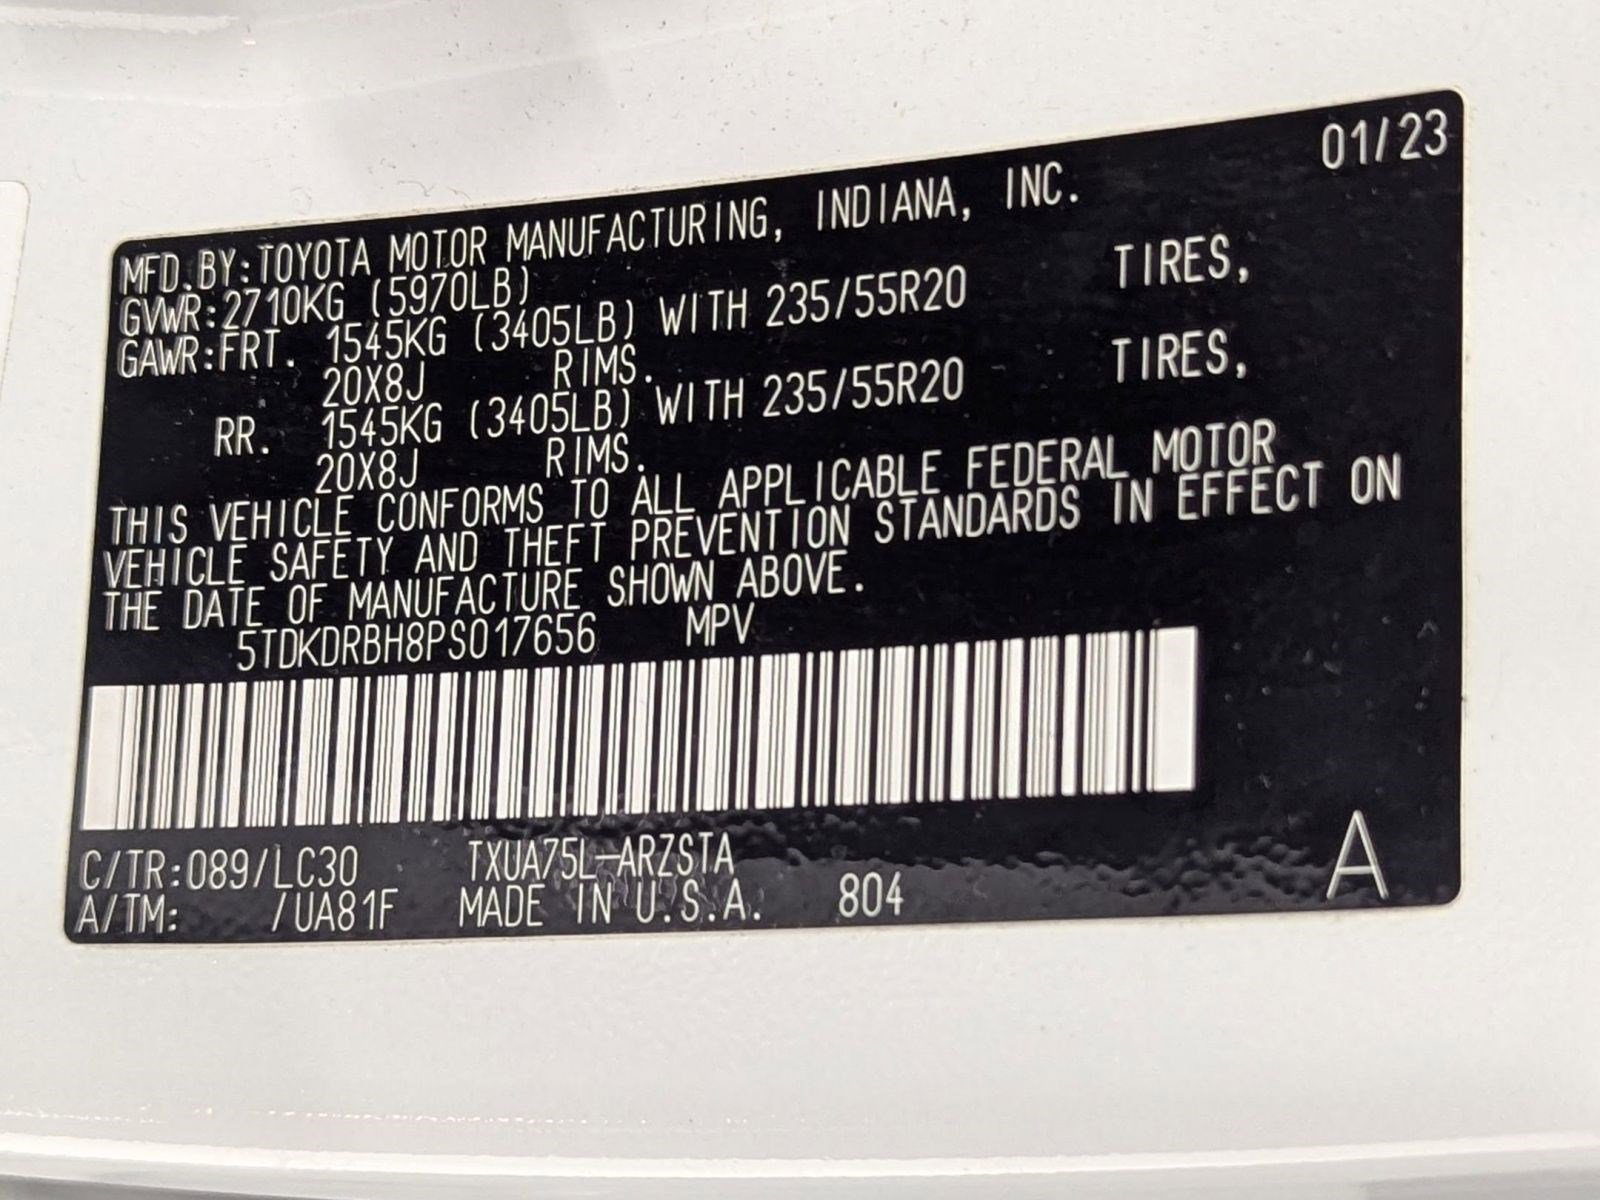 01/23
MFD.BY:TOYOTA MOTOR MANUFACTURING, INDIANA, INC.
GVWR:2710KG (5970LB)
GAWR:FRT. 1545KG (3405LB) WITH 235/55R20 TIRES,
20X8J RIMS.
RR. 1545KG (3405LB) WITH 235/55R20 TIRES,
20X8J RIMS.
THIS VEHICLE CONFORMS TO ALL APPLICABLE FEDERAL MOTOR
VEHICLE SAFETY AND THEFT PREVENTION STANDARDS IN EFFECT ON
THE DATE OF MANUFACTURE SHOWN ABOVE.
5TDKDRBH8PS017656 MPV
C/TR:089/LC30 TXUA75L-ARZSTA
A/TM: /UA81F MADE IN U.S.A. 804 A